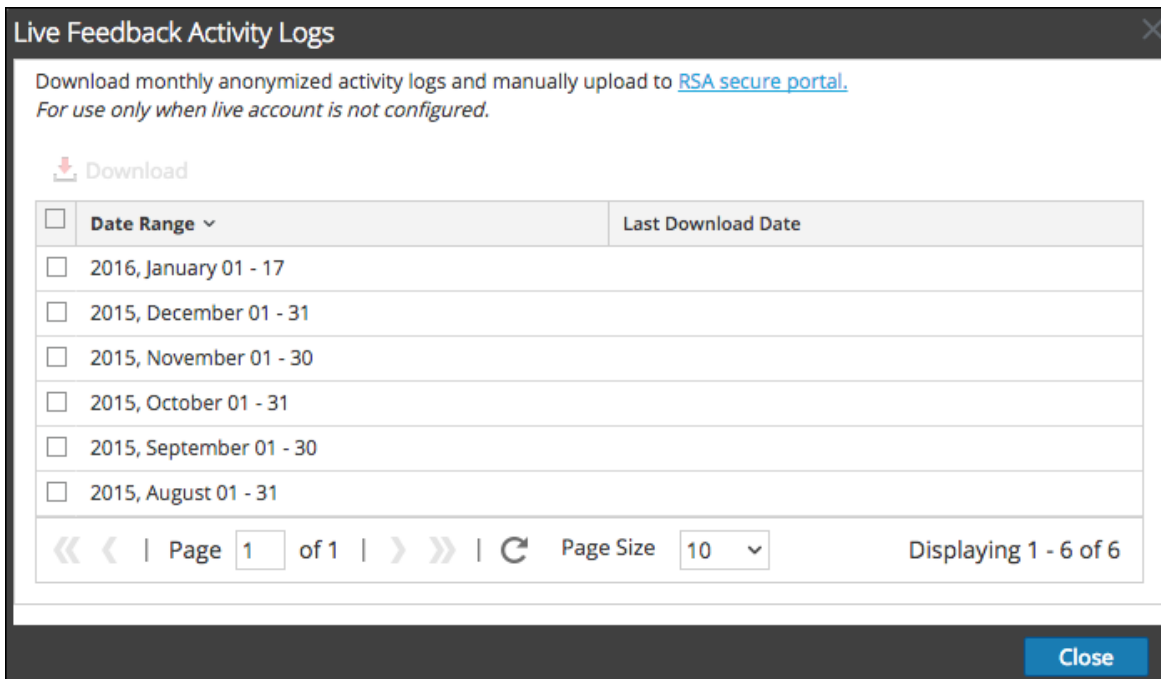 Live Feedback Activity Logs
Download monthly anonymized activity logs and manually upload to RSA secure portal.
For use only when live account is not configured.
Download
Date Range Last Download Date
2016, January 01 - 17
2015, December 01 - 31
2015, November 01 - 30
2015, October 01 - 31
2015, September 01 - 30
2015, August 01 - 31
| Page 1 of 1 | | Page Size 10 Displaying 1 - 6 of 6
Close